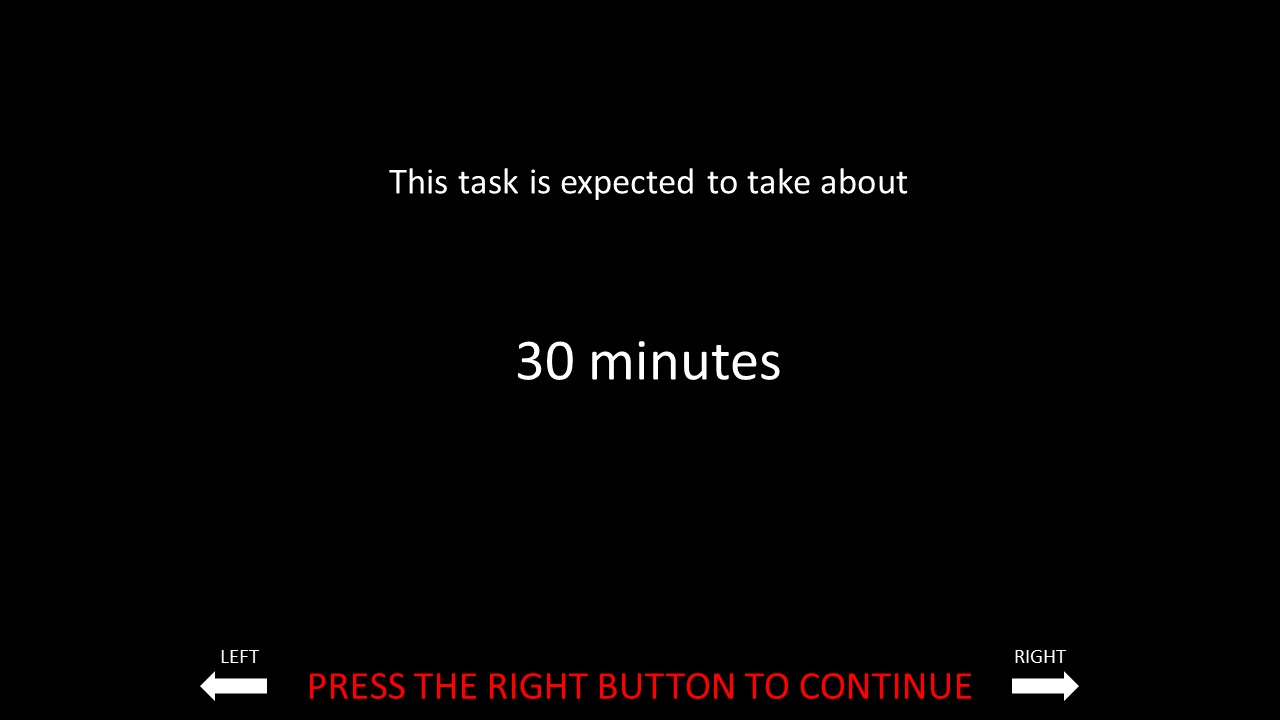 This task is expected to take about
30 minutes
LEFT
RIGHT
PRESS THE RIGHT BUTTON TO CONTINUE